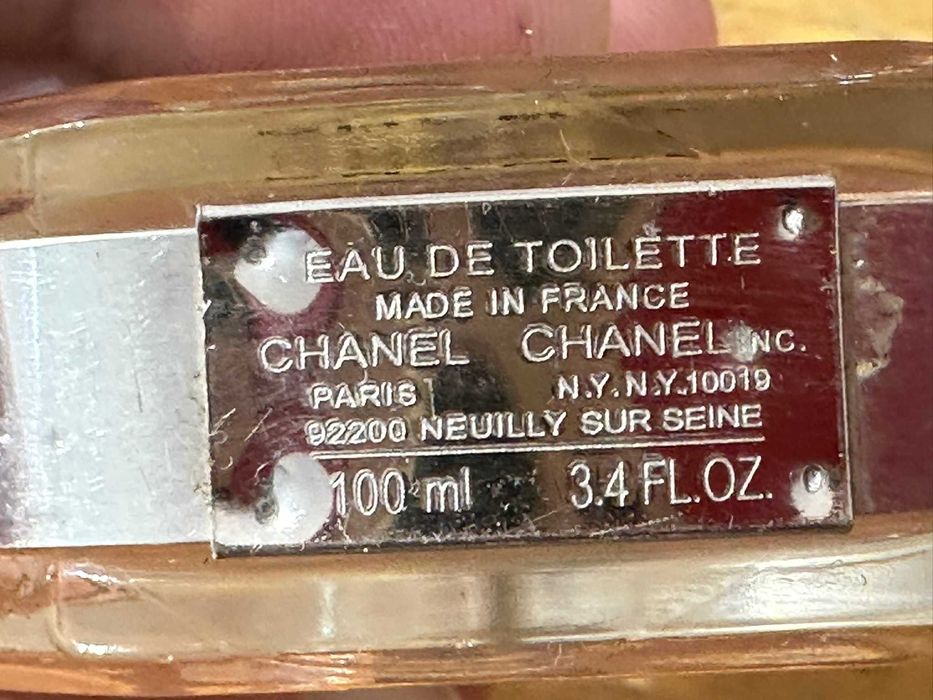 EAU DE TOILETTE
MADE IN FRANCE
CHANEL CHANEL INC.
PARIS N.Y. N.Y. 10019
92200 NEUILLY SUR SEINE
100 ml 3.4 FL.OZ.